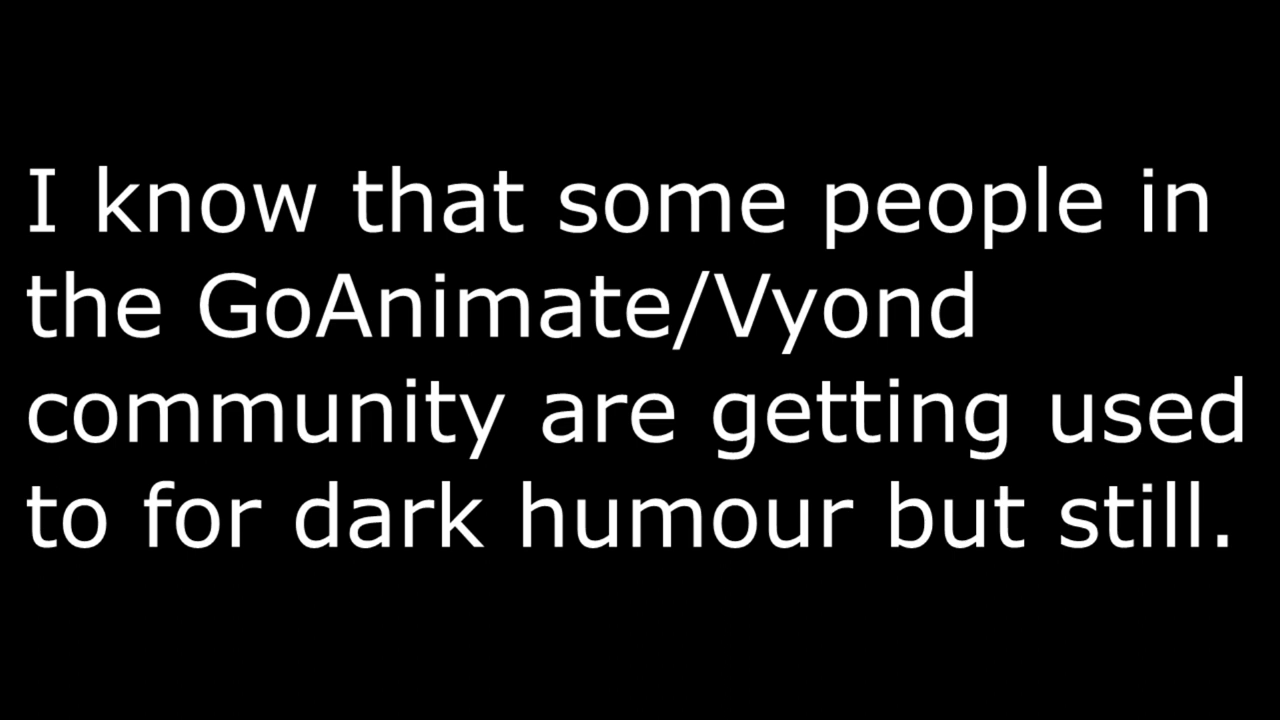 I know that some people in
the GoAnimate/Vyond
community are getting used
to for dark humour but still.